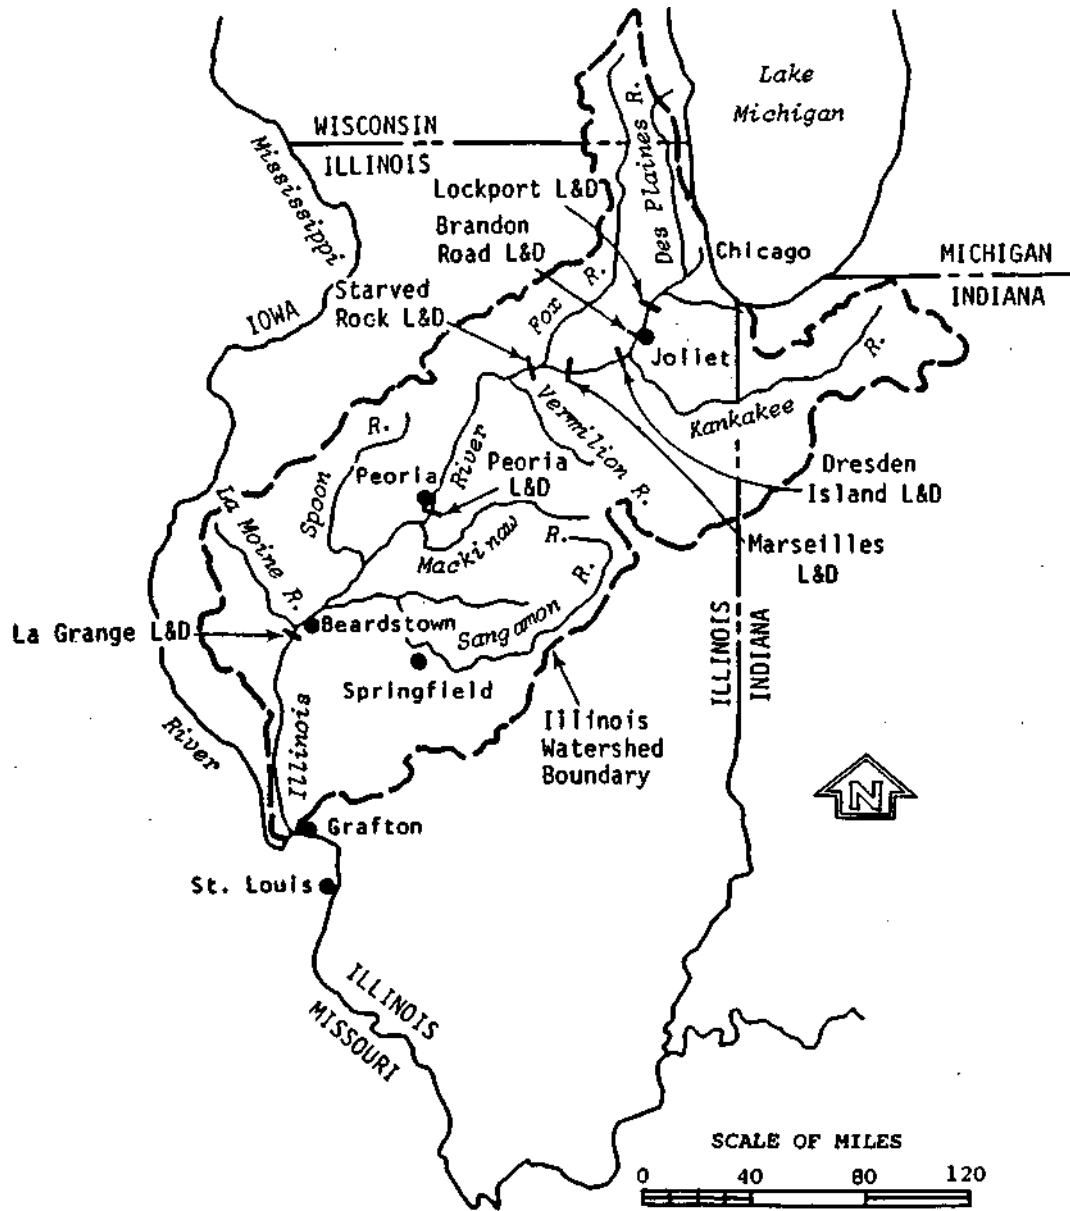 Lake
Michigan
WISCONSIN
ILLINOIS
Mississippi
Des Plaines R.
Lockport L&D
Brandon
Road L&D
Chicago
MICHIGAN
INDIANA
Starved
Rock L&D
IOWA
Fox R.
Joliet
Kankakee R.
Vermilion R.
Spoon R.
River
Peoria
Peoria
L&D
Dresden
Island L&D
La Moine R.
Mackinaw R.
Marseilles
L&D
La Grange L&D
Beardstown
Sangamon R.
Springfield
ILLINOIS
INDIANA
River
Illinois
Illinois
Watershed
Boundary
N
Grafton
St. Louis
ILLINOIS
MISSOURI
SCALE OF MILES
0 40 80 120